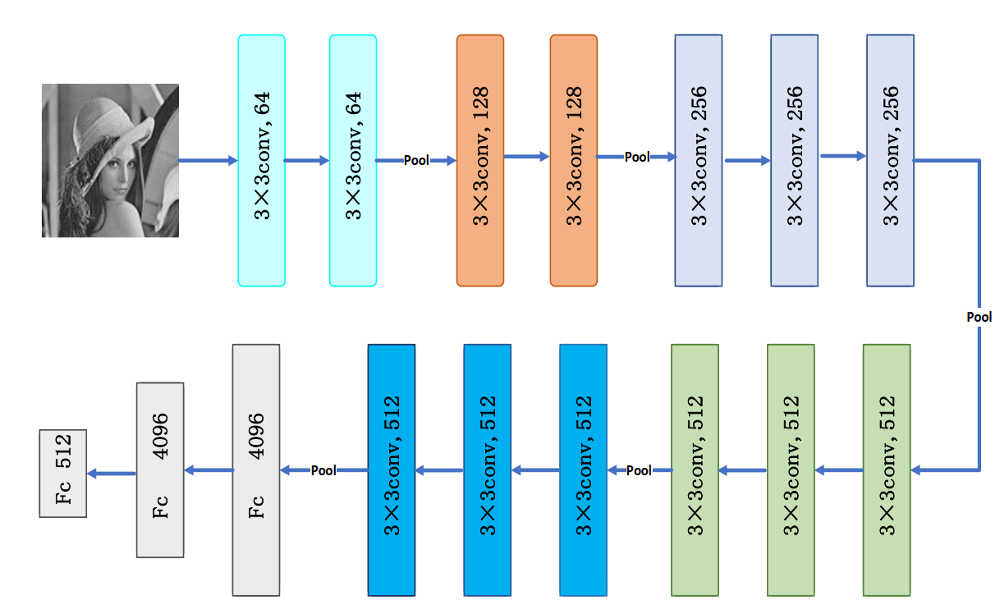 3×3conv, 64
3×3conv, 64
Pool
3×3conv, 128
3×3conv, 128
Pool
3×3conv, 256
3×3conv, 256
3×3conv, 256
Pool
3×3conv, 512
3×3conv, 512
3×3conv, 512
Pool
3×3conv, 512
3×3conv, 512
3×3conv, 512
Pool
Fc 4096
Fc 4096
Fc 512